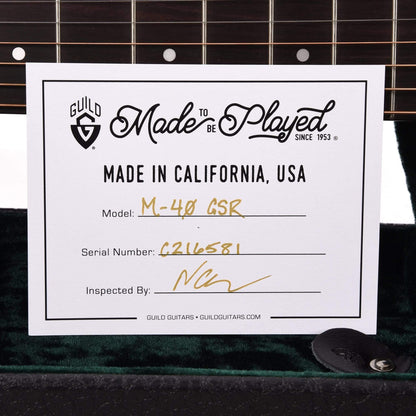 GUILD
Made TO BE Played
SINCE 1953 ®
MADE IN CALIFORNIA, USA
Model: M-40 GSR
Serial Number: C216581
Inspected By:
GUILD GUITARS • GUILDGUITARS.COM